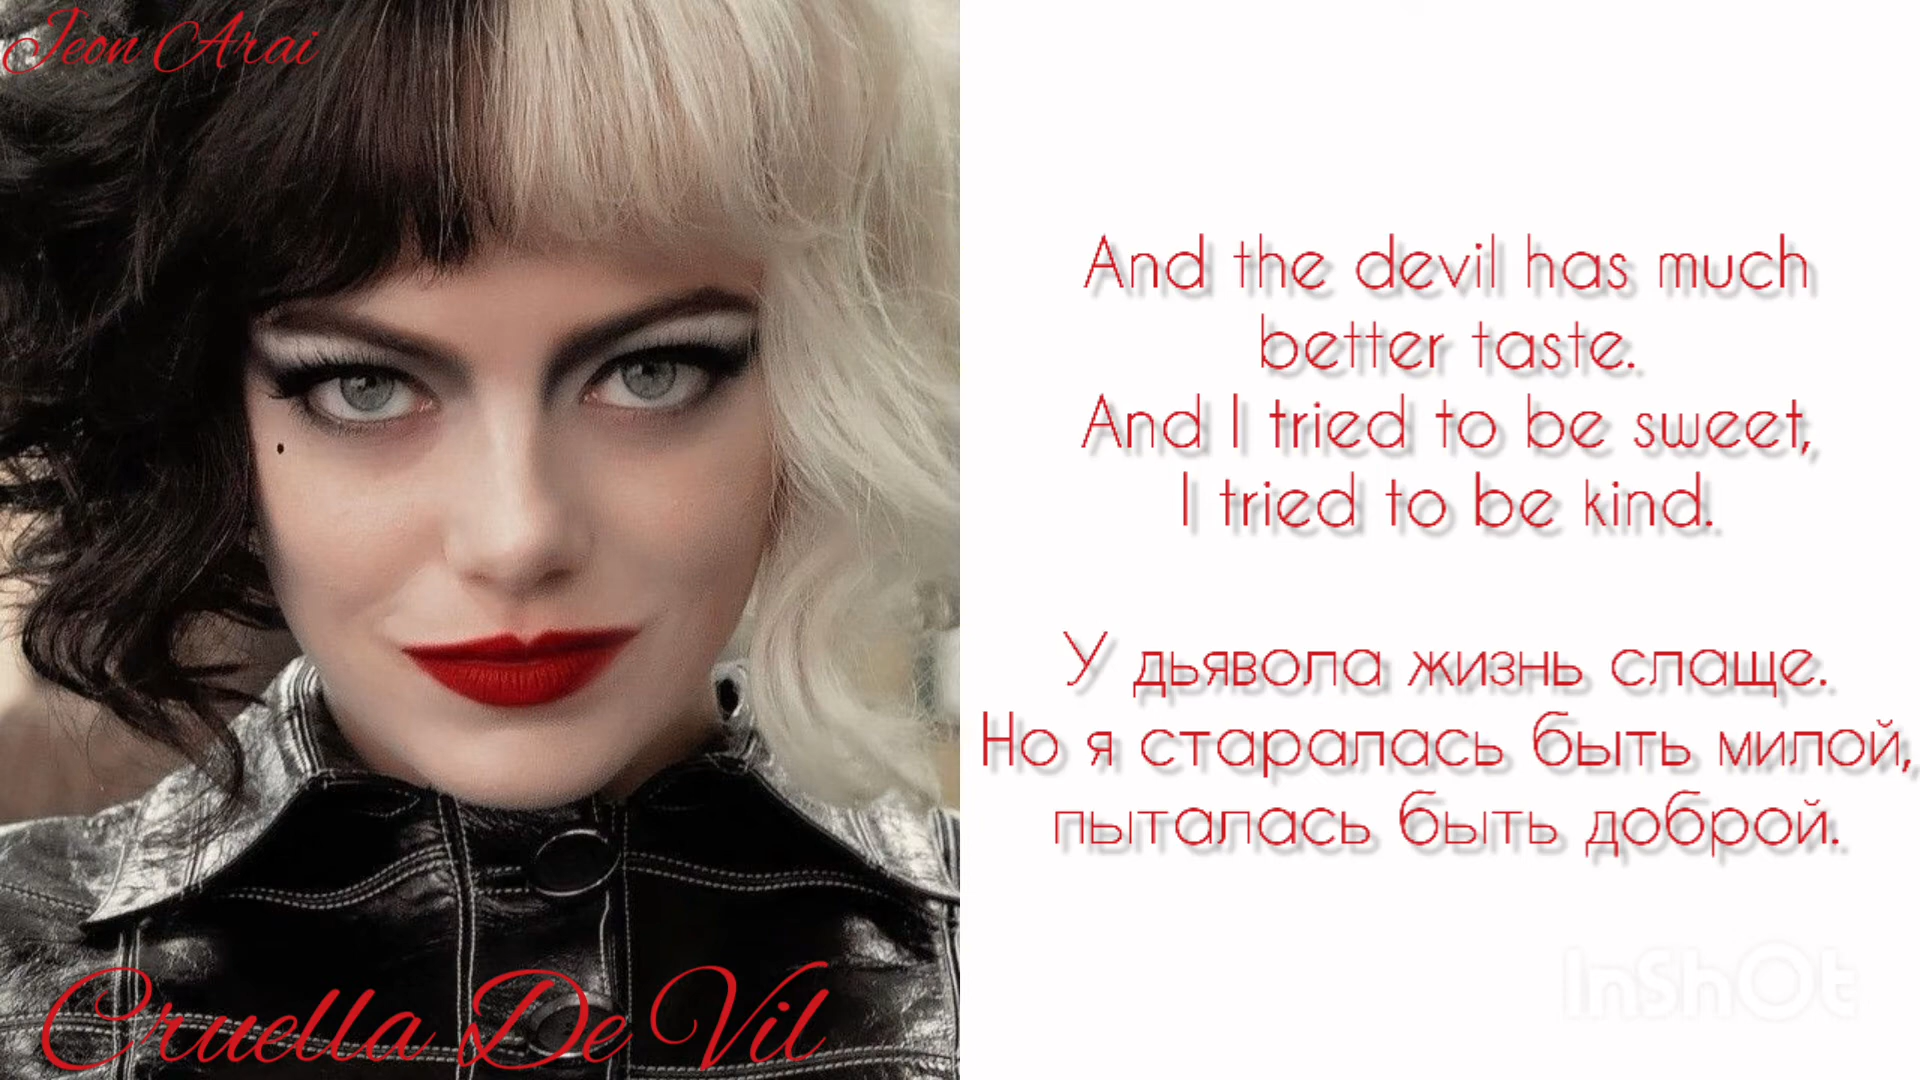 Jeon Arai
And the devil has much
better taste.
And I tried to be sweet,
I tried to be kind.
У дьявола жизнь слаще.
Но я старалась быть милой,
пыталась быть доброй.
Cruella De Vil
InShOt